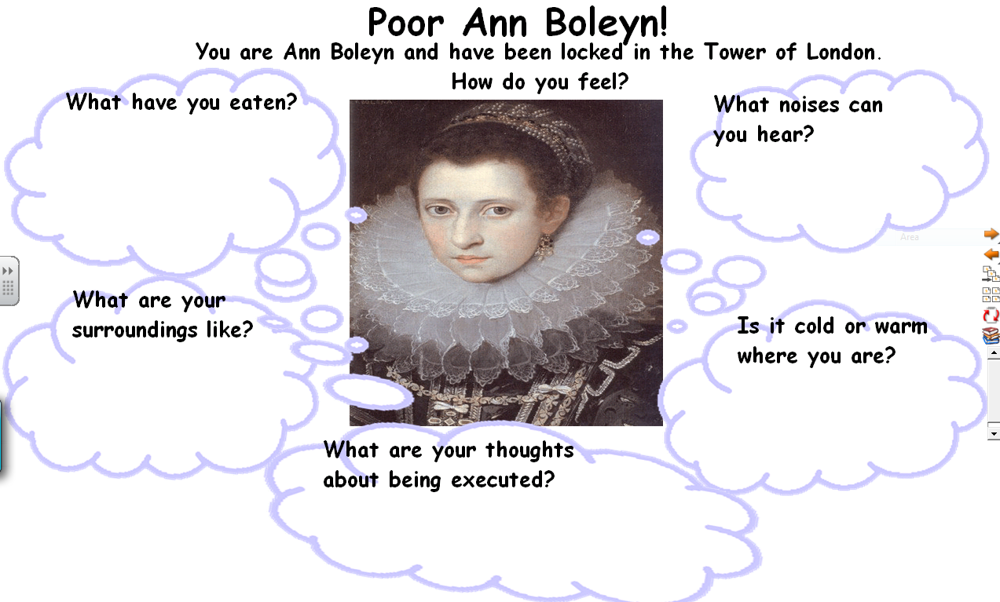 Poor Ann Boleyn!
You are Ann Boleyn and have been locked in the Tower of London.
How do you feel?
What have you eaten?
What noises can
you hear?
What are your
surroundings like?
Is it cold or warm
where you are?
What are your thoughts
about being executed?
Area